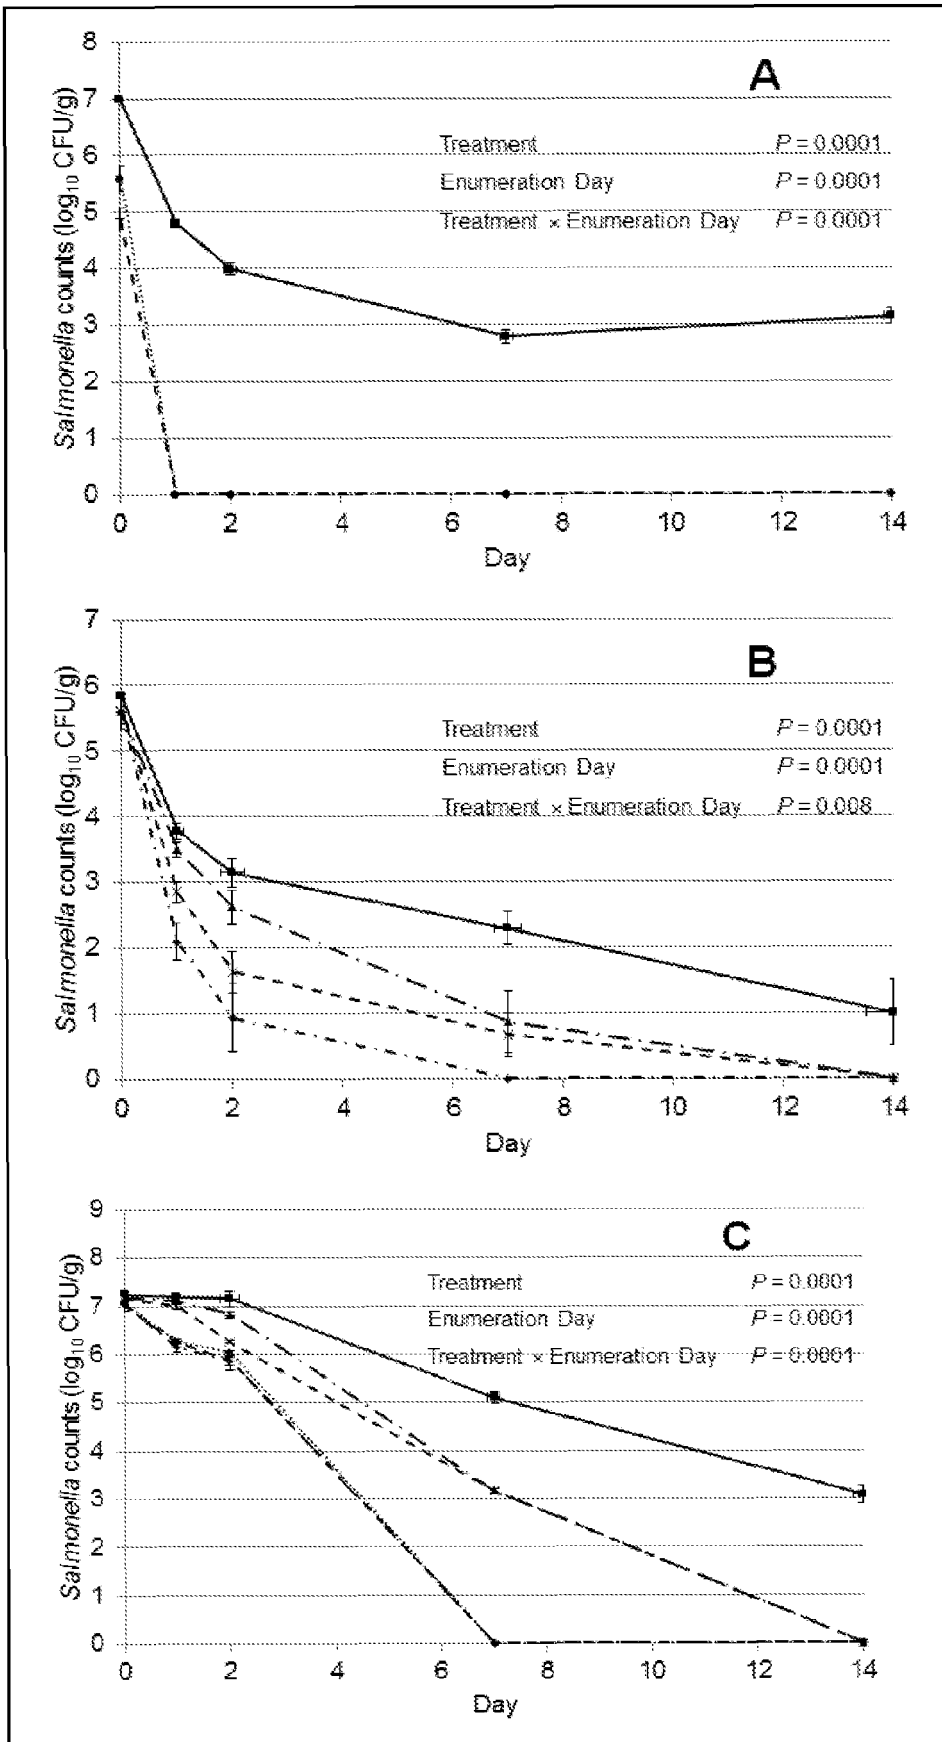 A
Salmonella counts (log10 CFU/g)
8
7
6
5
4
3
2
1
0
Treatment P = 0.0001
Enumeration Day P = 0.0001
Treatment × Enumeration Day P = 0.0001
0 2 4 6 8 10 12 14
Day
B
Salmonella counts (log10 CFU/g)
7
6
5
4
3
2
1
0
Treatment P = 0.0001
Enumeration Day P = 0.0001
Treatment × Enumeration Day P = 0.008
0 2 4 6 8 10 12 14
Day
C
Salmonella counts (log10 CFU/g)
9
8
7
6
5
4
3
2
1
0
Treatment P = 0.0001
Enumeration Day P = 0.0001
Treatment × Enumeration Day P = 0.0001
0 2 4 6 8 10 12 14
Day